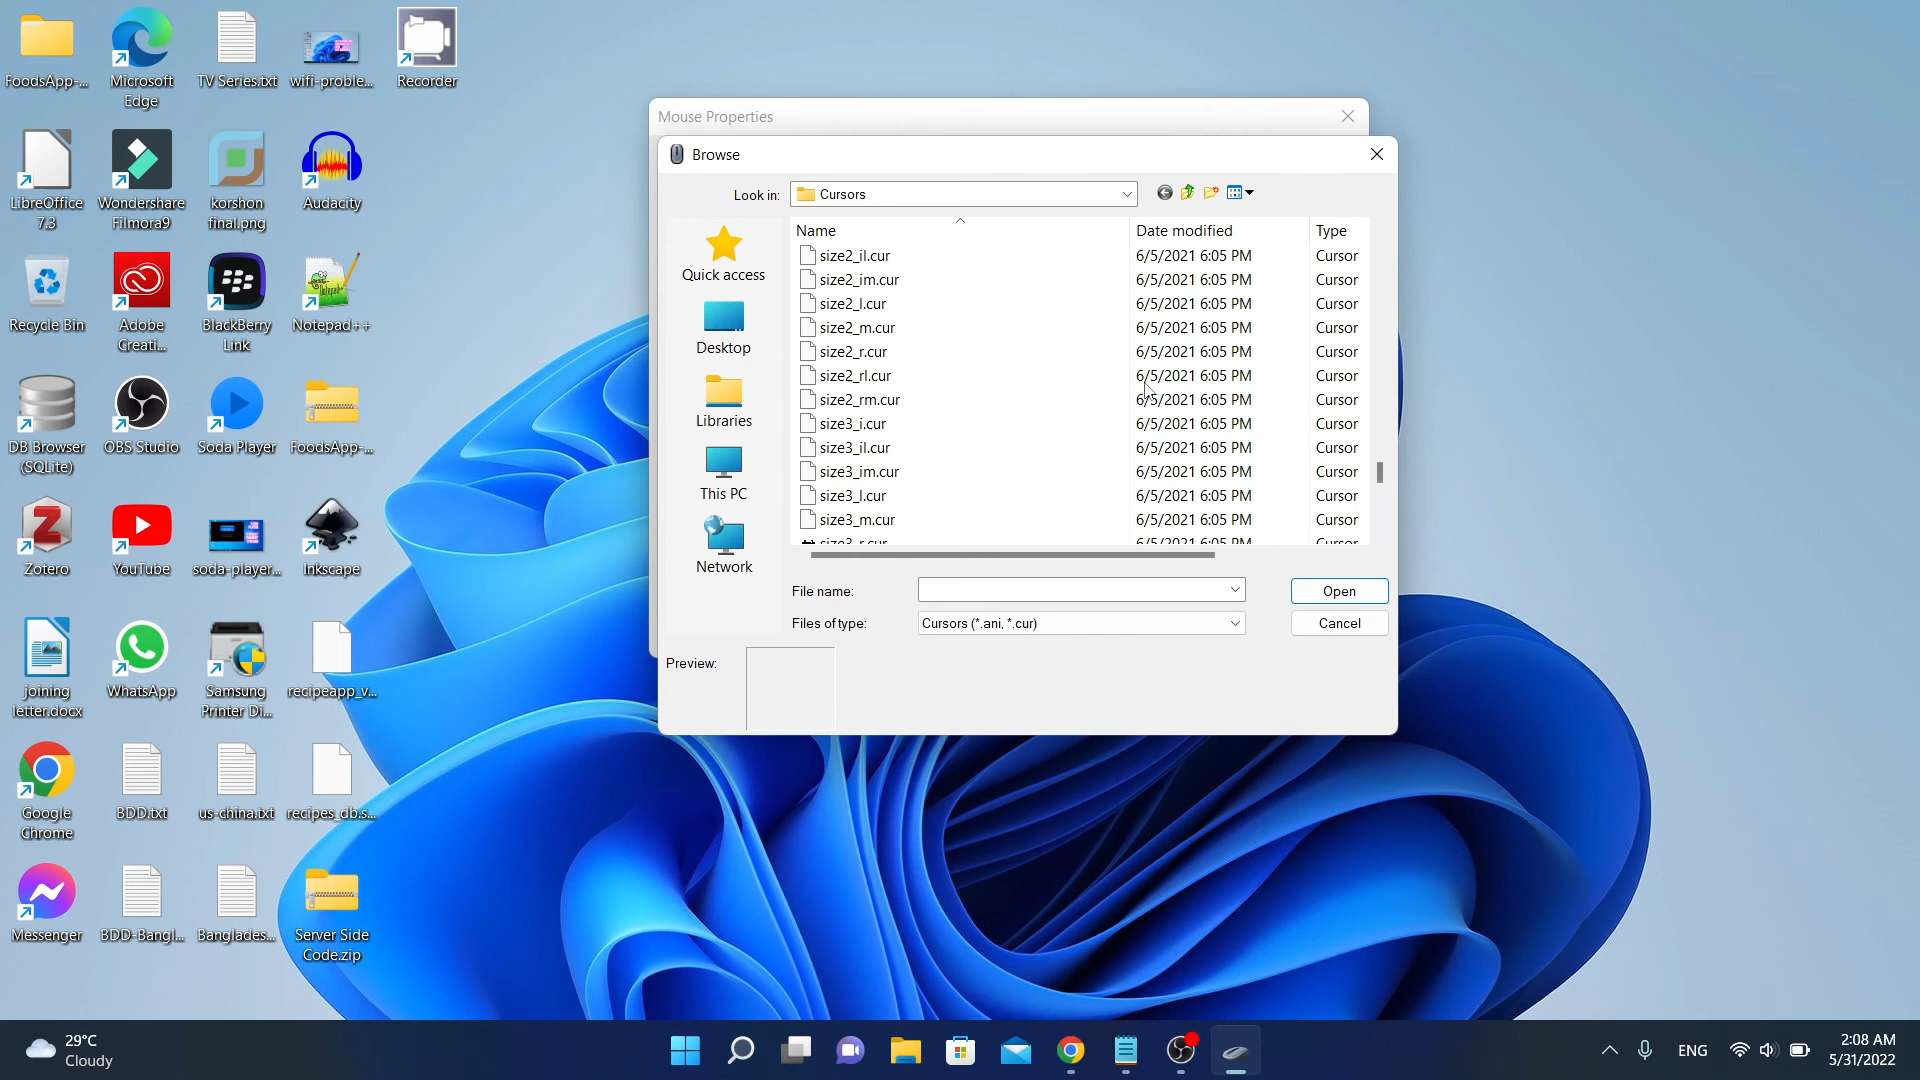 FoodsApp-...
Microsoft
Edge
TV Series.txt
wifi-proble...
Recorder
LibreOffice
7.3
Wondershare
Filmora9
korshon
final.png
Audacity
Recycle Bin
Adobe
Creati...
BlackBerry
Link
Notepad++
DB Browser
(SQLite)
OBS Studio
Soda Player
FoodsApp-...
Zotero
YouTube
soda-player...
Inkscape
joining
letter.docx
WhatsApp
Samsung
Printer Di...
recipeapp_v...
Google
Chrome
BDD.txt
us-china.txt
recipes_db.s...
Messenger
BDD-Bangl...
Banglades...
Server Side
Code.zip
Mouse Properties
Browse
Look in:
Cursors
Quick access
Desktop
Libraries
This PC
Network
Name
Date modified
Type
size2_il.cur 6/5/2021 6:05 PM Cursor
size2_im.cur 6/5/2021 6:05 PM Cursor
size2_l.cur 6/5/2021 6:05 PM Cursor
size2_m.cur 6/5/2021 6:05 PM Cursor
size2_r.cur 6/5/2021 6:05 PM Cursor
size2_rl.cur 6/5/2021 6:05 PM Cursor
size2_rm.cur 6/5/2021 6:05 PM Cursor
size3_i.cur 6/5/2021 6:05 PM Cursor
size3_il.cur 6/5/2021 6:05 PM Cursor
size3_im.cur 6/5/2021 6:05 PM Cursor
size3_l.cur 6/5/2021 6:05 PM Cursor
size3_m.cur 6/5/2021 6:05 PM Cursor
size3_r.cur 6/5/2021 6:05 PM Cursor
File name:
Open
Files of type:
Cursors (*.ani, *.cur)
Cancel
Preview:
29°C
Cloudy
ENG
2:08 AM
5/31/2022